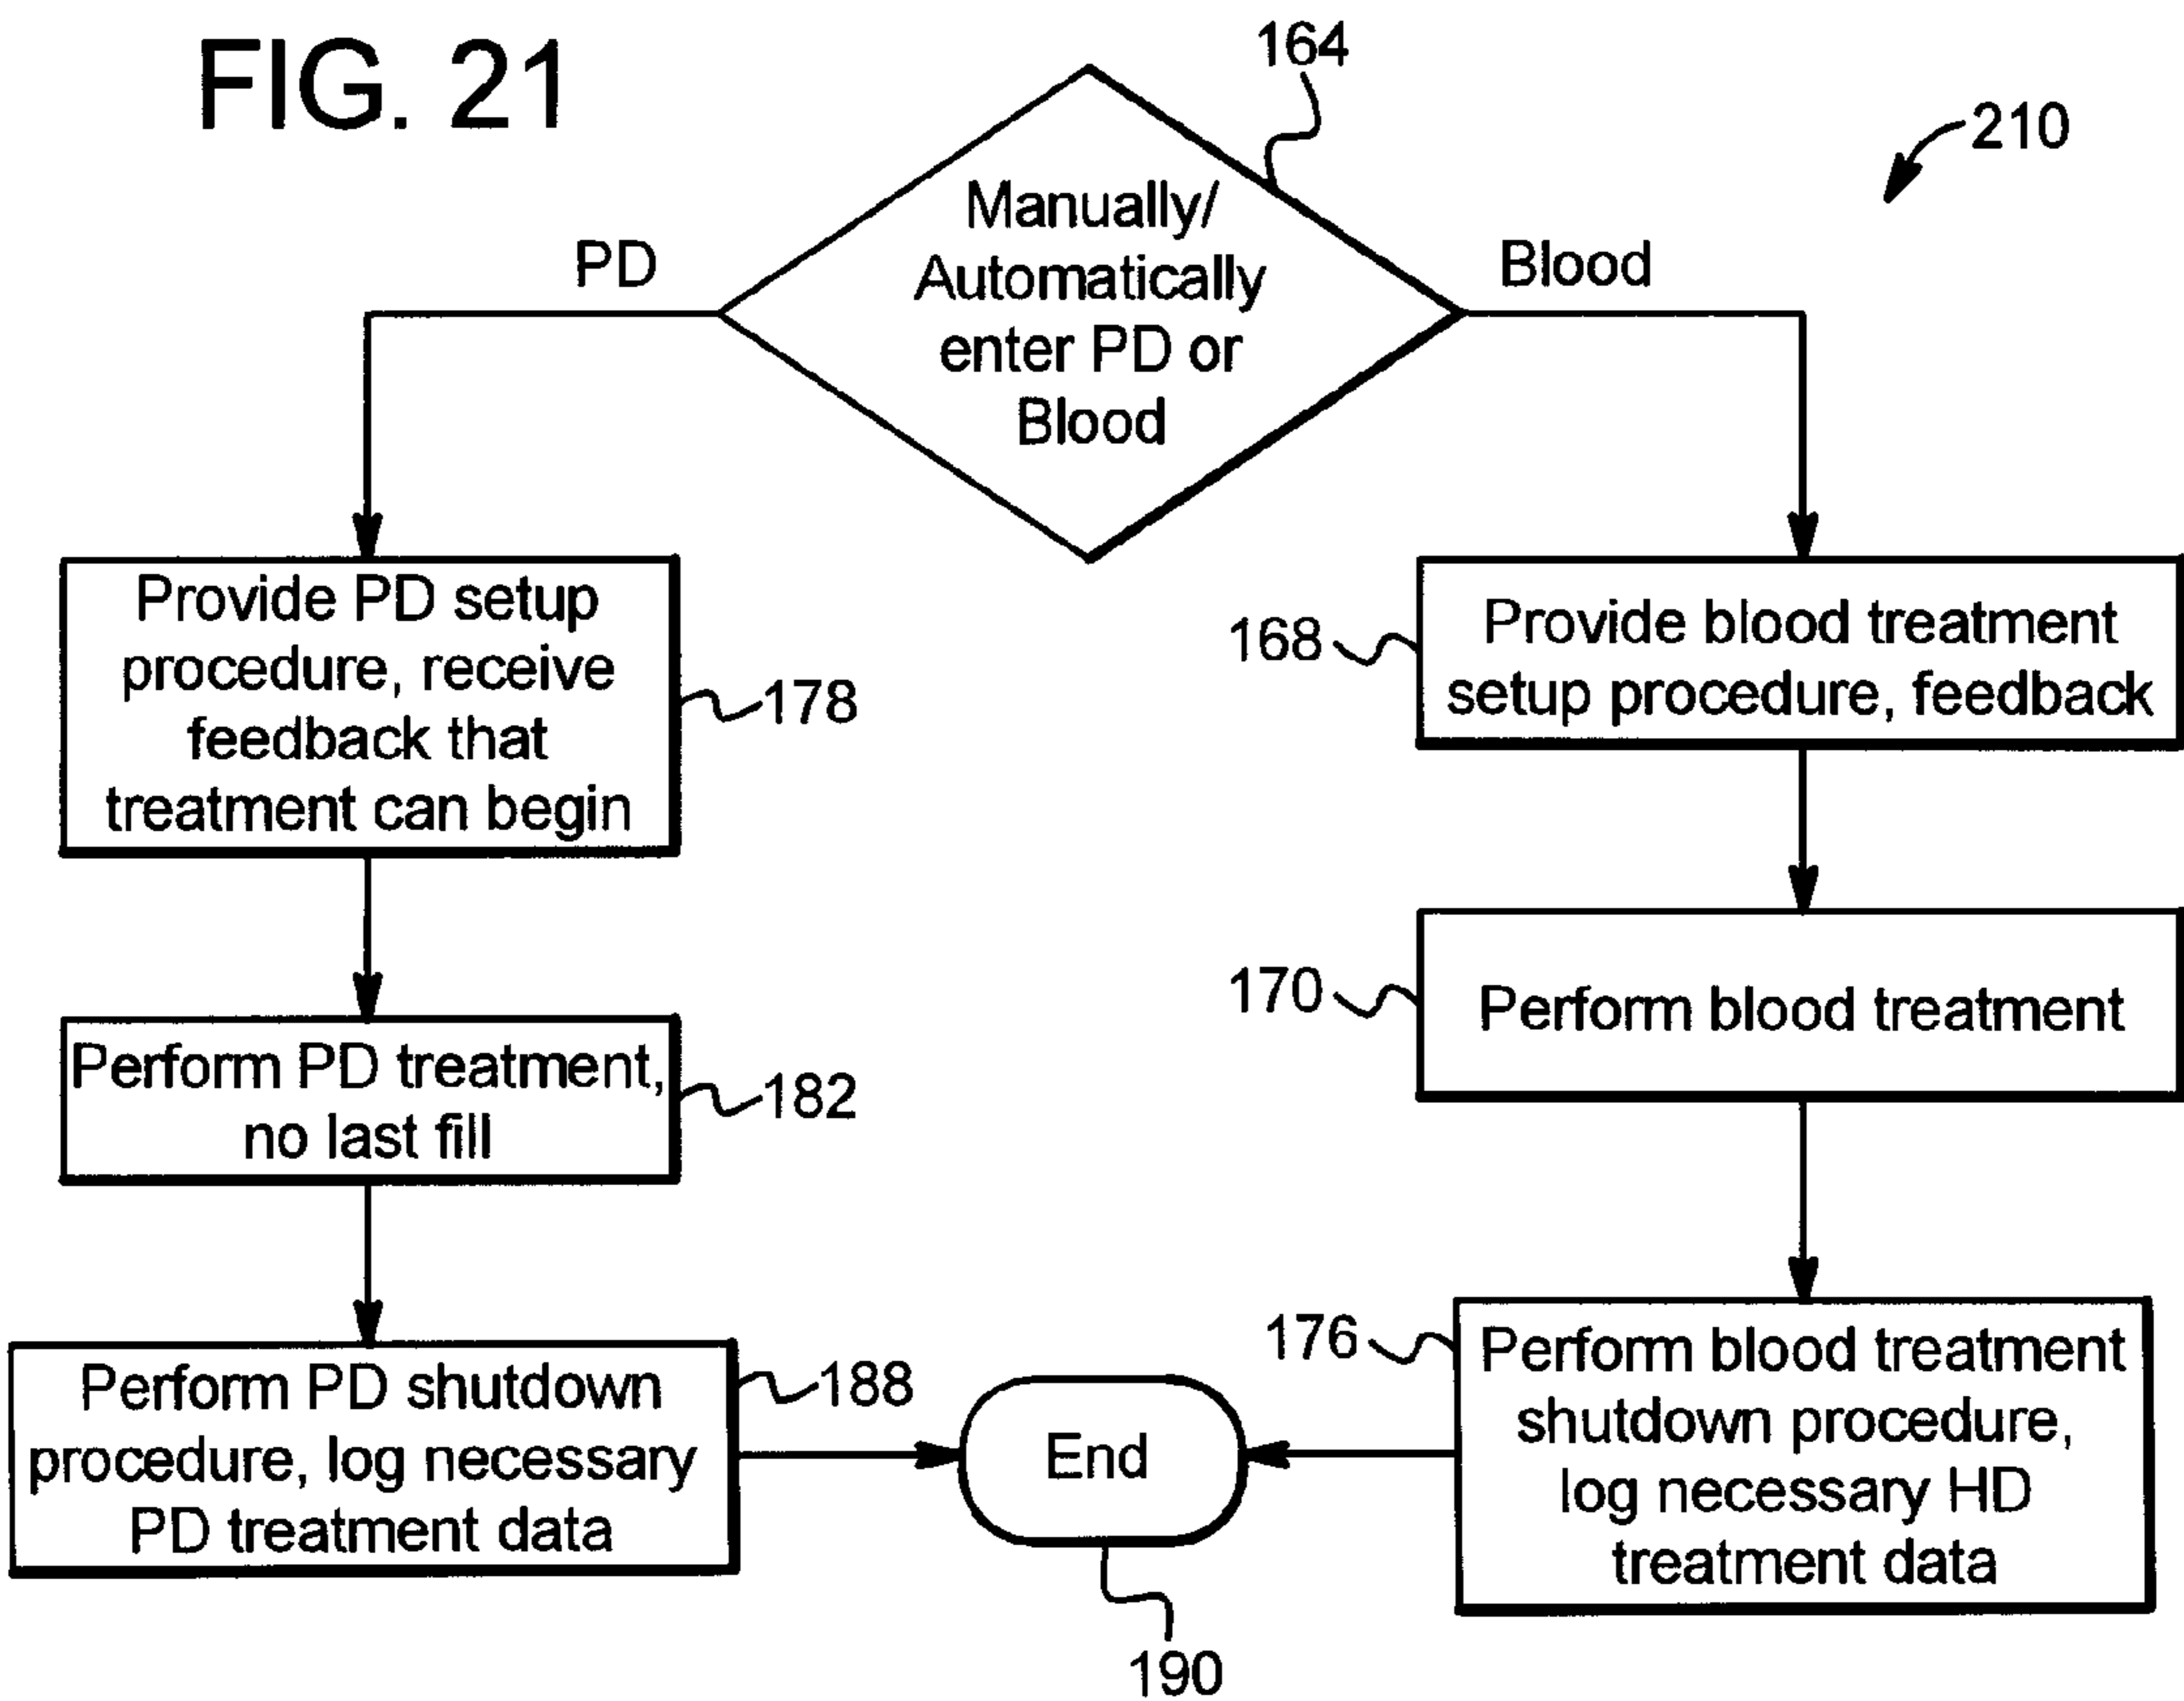 FIG. 21
164
210
Manually/
Automatically
enter PD or
Blood
PD
Blood
Provide PD setup
procedure, receive
feedback that
treatment can begin
178
Perform PD treatment,
no last fill
182
Perform PD shutdown
procedure, log necessary
PD treatment data
188
168
Provide blood treatment
setup procedure, feedback
170
Perform blood treatment
176
Perform blood treatment
shutdown procedure,
log necessary HD
treatment data
End
190